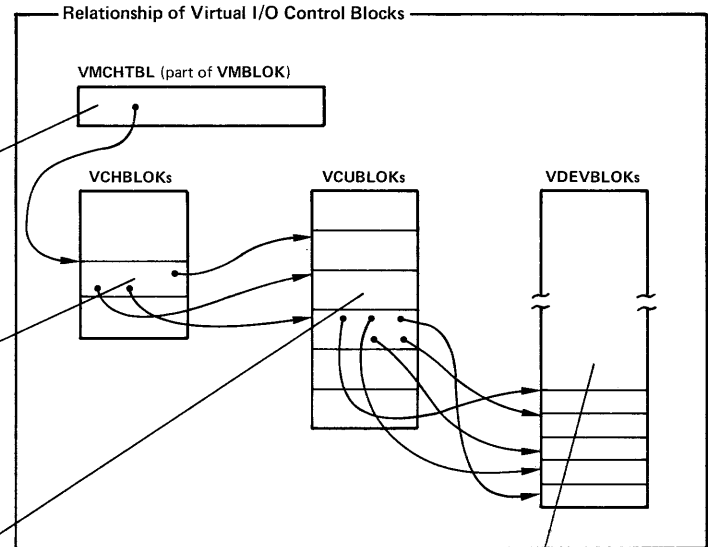 Relationship of Virtual I/O Control Blocks
VMCHTBL (part of VMBLOK)
VCHBLOKs VCUBLOKs VDEVBLOKs